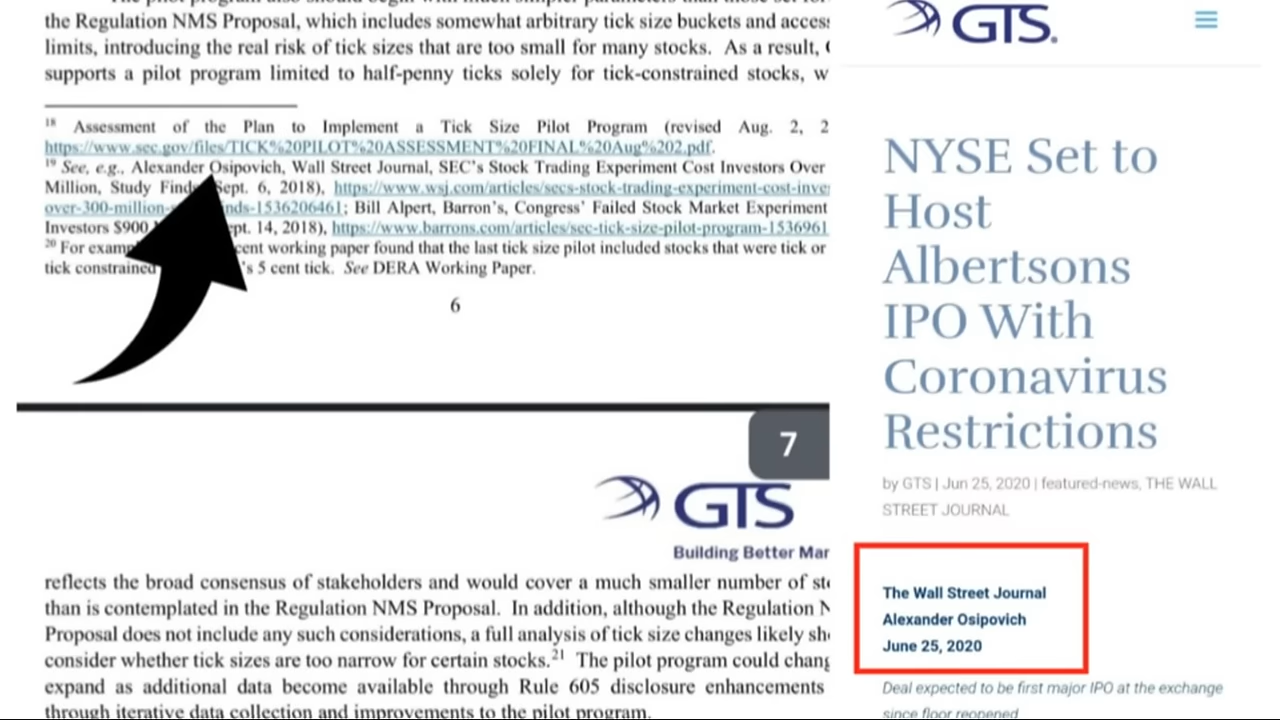 the Regulation NMS Proposal, which includes somewhat arbitrary tick size buckets and access
limits, introducing the real risk of tick sizes that are too small for many stocks. As a result,
supports a pilot program limited to half-penny ticks solely for tick-constrained stocks, w
18 Assessment of the Plan to Implement a Tick Size Pilot Program (revised Aug. 2, 2
https://www.sec.gov/files/TICK%20PILOT%20ASSESSMENT%20FINAL%20Aug%202.pdf.
19 See, e.g., Alexander Osipovich, Wall Street Journal, SEC's Stock Trading Experiment Cost Investors Over
Million, Study Finds Sept. 6, 2018), https://www.wsj.com/articles/secs-stock-trading-experiment-cost-inve
over-300-million- nds-1536206461; Bill Alpert, Barron's, Congress' Failed Stock Market Experiment
Investors $900 pt. 14, 2018), https://www.barrons.com/articles/sec-tick-size-pilot-program-1536961
20 For examp cent working paper found that the last tick size pilot included stocks that were tick or
tick constrained 's 5 cent tick. See DERA Working Paper.
6
7
GTS
Building Better Mar
reflects the broad consensus of stakeholders and would cover a much smaller number of sto
than is contemplated in the Regulation NMS Proposal. In addition, although the Regulation N
Proposal does not include any such considerations, a full analysis of tick size changes likely sh
consider whether tick sizes are too narrow for certain stocks.21 The pilot program could chang
expand as additional data become available through Rule 605 disclosure enhancements
through iterative data collection and improvements to the pilot program.
GTS
NYSE Set to
Host
Albertsons
IPO With
Coronavirus
Restrictions
by GTS | Jun 25, 2020 | featured-news, THE WALL
STREET JOURNAL
The Wall Street Journal
Alexander Osipovich
June 25, 2020
Deal expected to be first major IPO at the exchange
since floor reopened